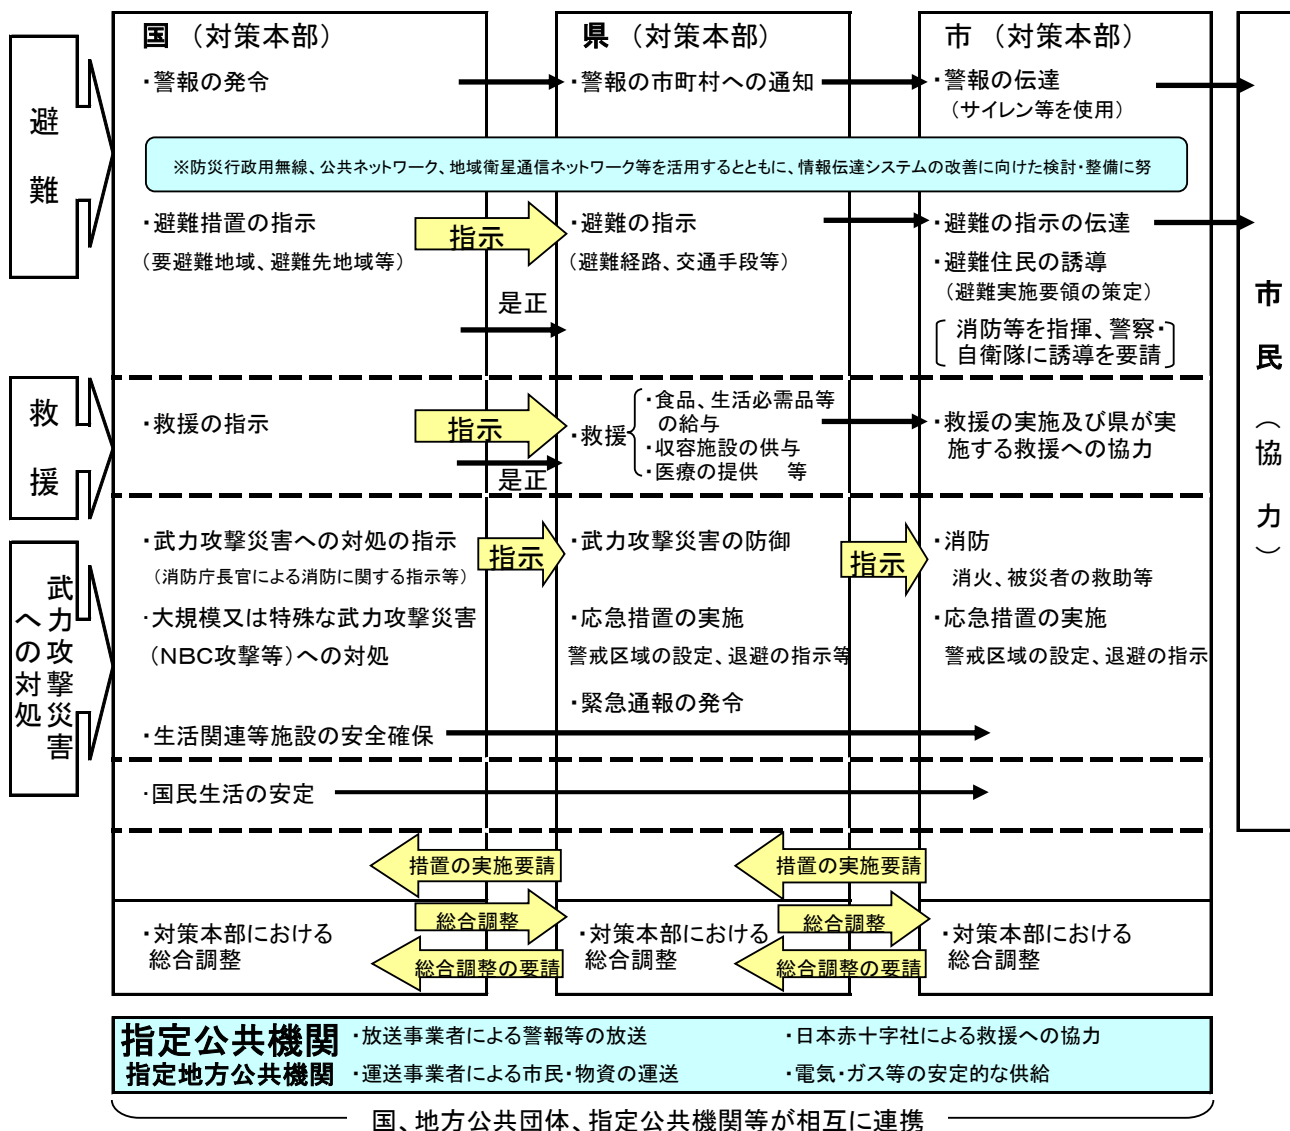 国 （対策本部）
県 （対策本部）
市 （対策本部）
避難
・警報の発令
・警報の市町村への通知
・警報の伝達
（サイレン等を使用）
※防災行政用無線、公共ネットワーク、地域衛星通信ネットワーク等を活用するとともに、情報伝達システムの改善に向けた検討・整備に努
・避難措置の指示
（要避難地域、避難先地域等）
指示
是正
・避難の指示
（避難経路、交通手段等）
・避難の指示の伝達
・避難住民の誘導
（避難実施要領の策定）
消防等を指揮、警察・
自衛隊に誘導を要請
市民（協力）
救援
・救援の指示
指示
是正
・救援
・食品、生活必需品等
の給与
・収容施設の供与
・医療の提供 等
・救援の実施及び県が実
施する救援への協力
武力攻撃災害
への対処
・武力攻撃災害への対処の指示
（消防庁長官による消防に関する指示等）
指示
・武力攻撃災害の防御
指示
・消防
消火、被災者の救助等
・大規模又は特殊な武力攻撃災害
（ＮＢＣ攻撃等）への対処
・応急措置の実施
警戒区域の設定、退避の指示等
・応急措置の実施
警戒区域の設定、退避の指示
・緊急通報の発令
・生活関連等施設の安全確保
・国民生活の安定
措置の実施要請
措置の実施要請
総合調整
総合調整
・対策本部における
総合調整
総合調整の要請
・対策本部における
総合調整
総合調整の要請
・対策本部における
総合調整
指定公共機関
指定地方公共機関
・放送事業者による警報等の放送
・日本赤十字社による救援への協力
・運送事業者による市民・物資の運送
・電気・ガス等の安定的な供給
国、地方公共団体、指定公共機関等が相互に連携